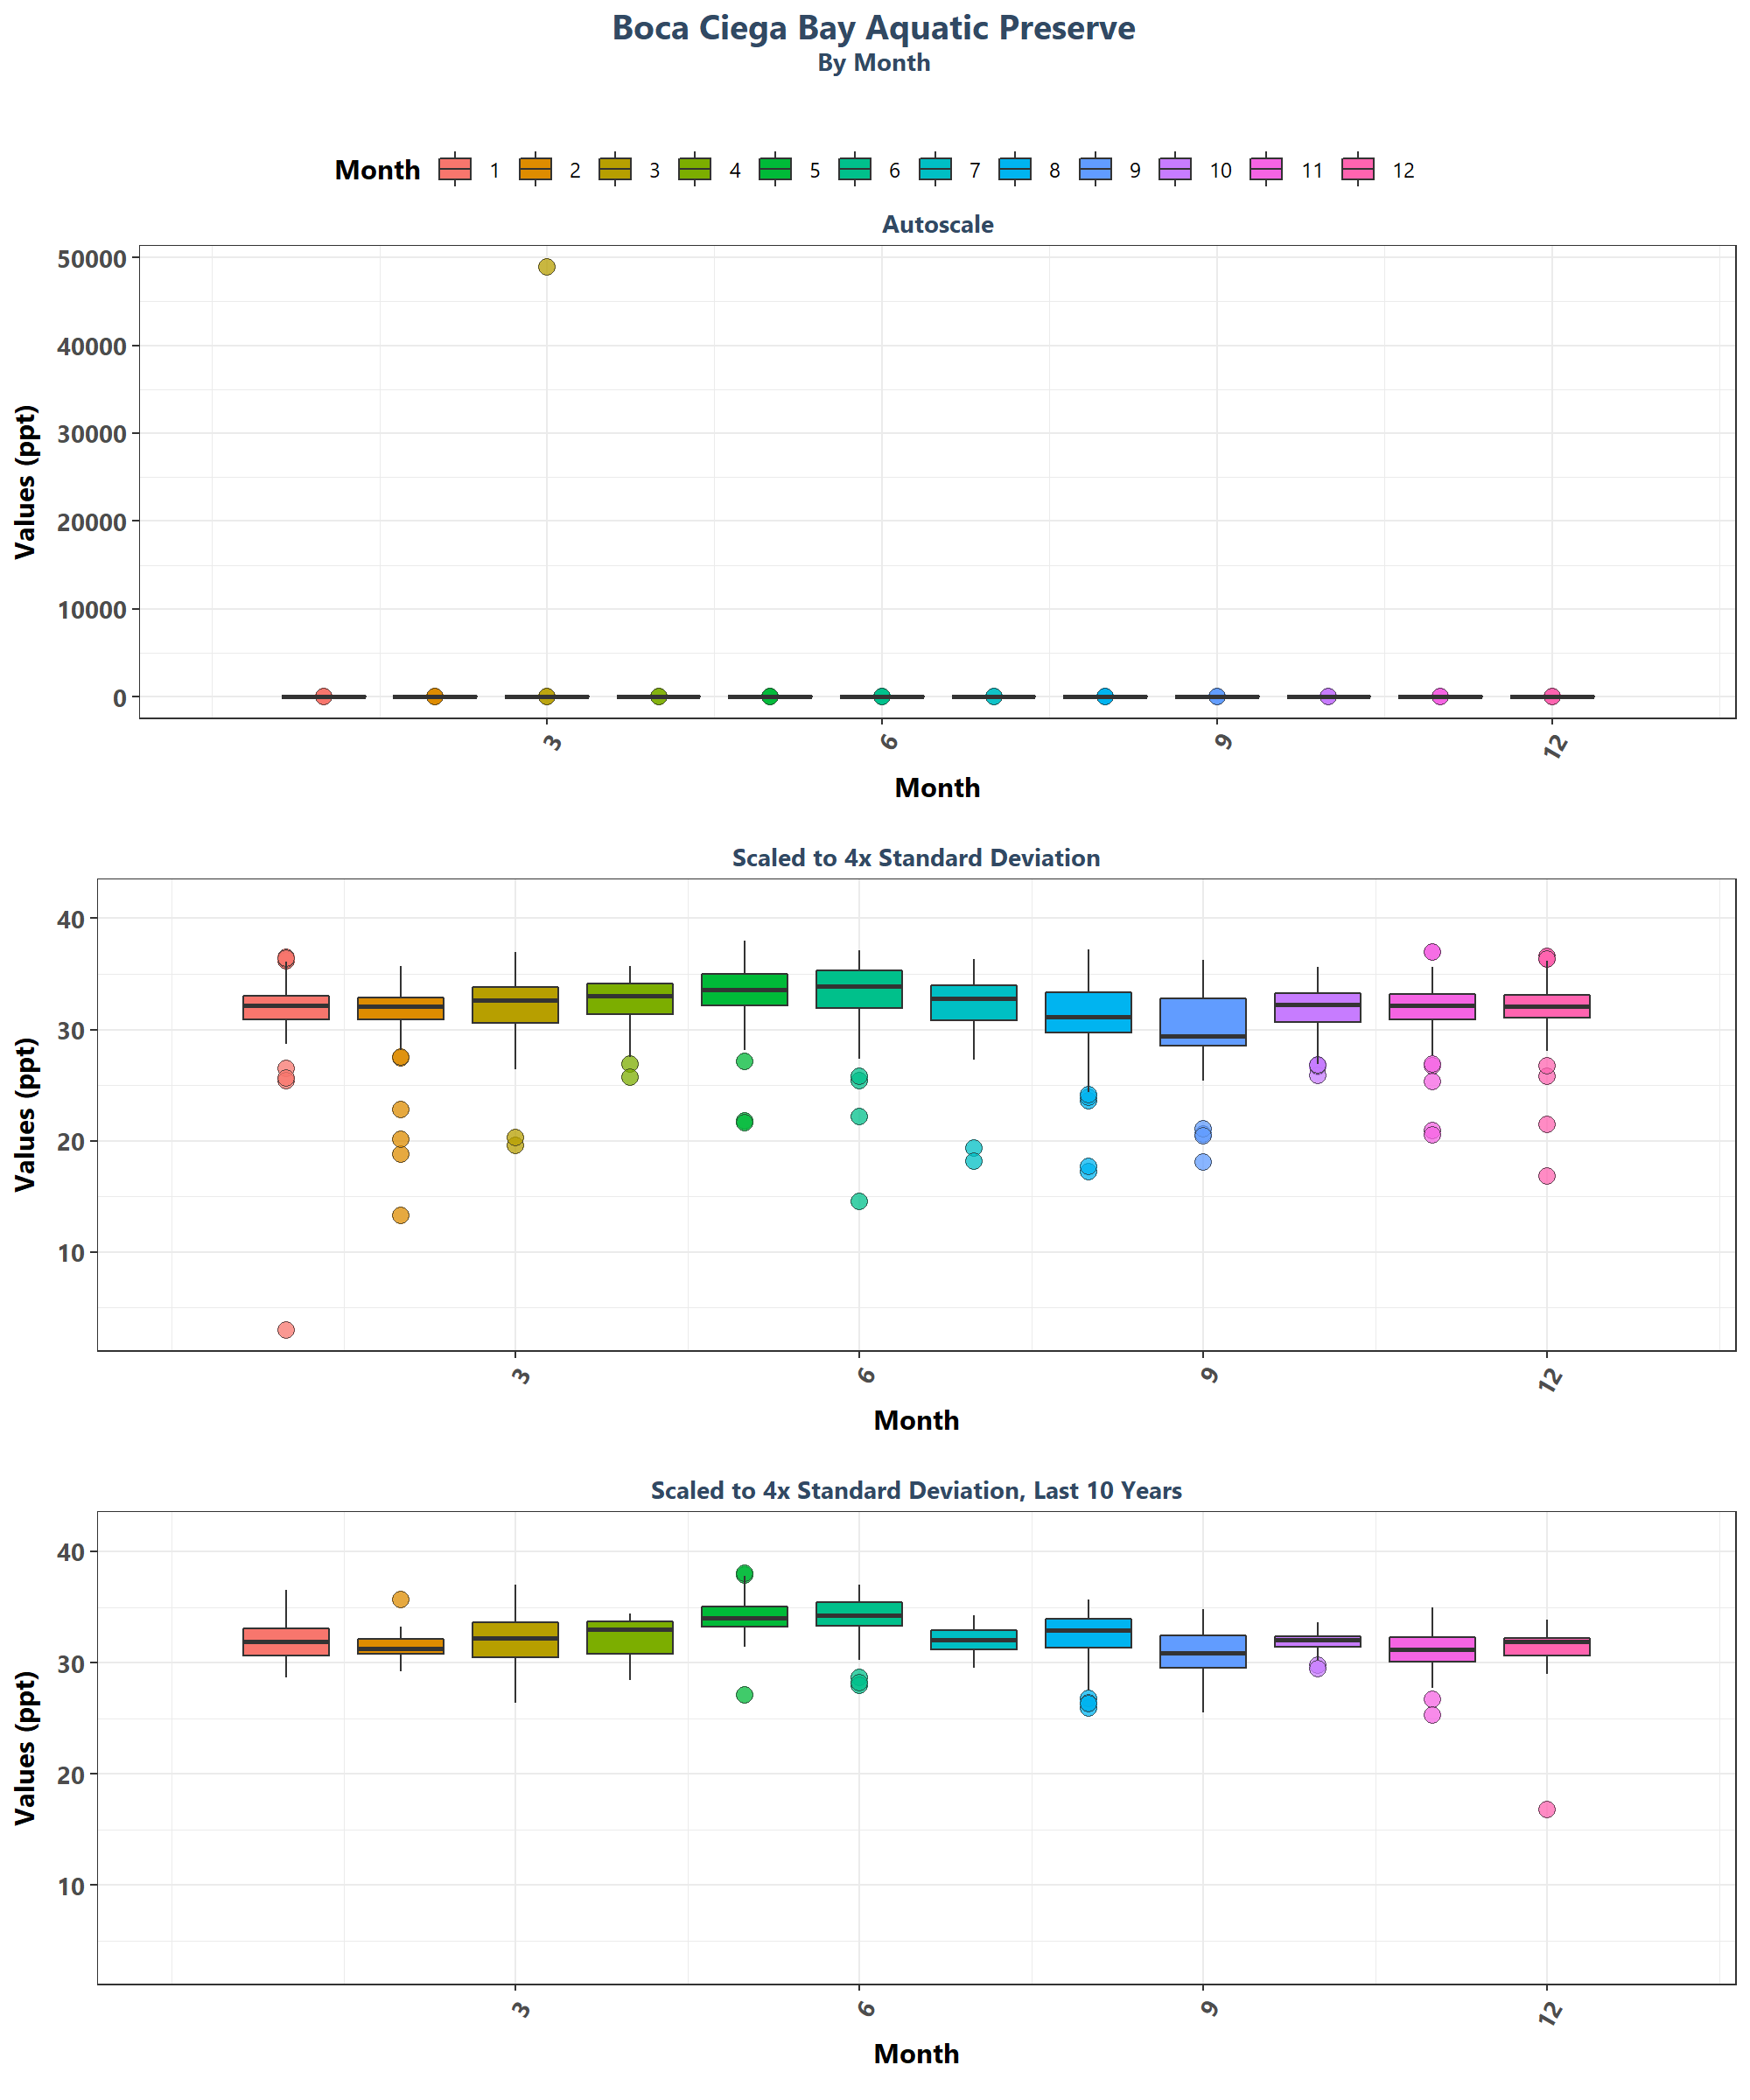 Boca Ciega Bay Aquatic Preserve
By Month
Month 1 2 3 4 5 6 7 8 9 10 11 12
Autoscale
Values (ppt)
50000
40000
30000
20000
10000
0
3 6 9 12
Month
Scaled to 4x Standard Deviation
Values (ppt)
40
30
20
10
3 6 9 12
Month
Scaled to 4x Standard Deviation, Last 10 Years
Values (ppt)
40
30
20
10
3 6 9 12
Month